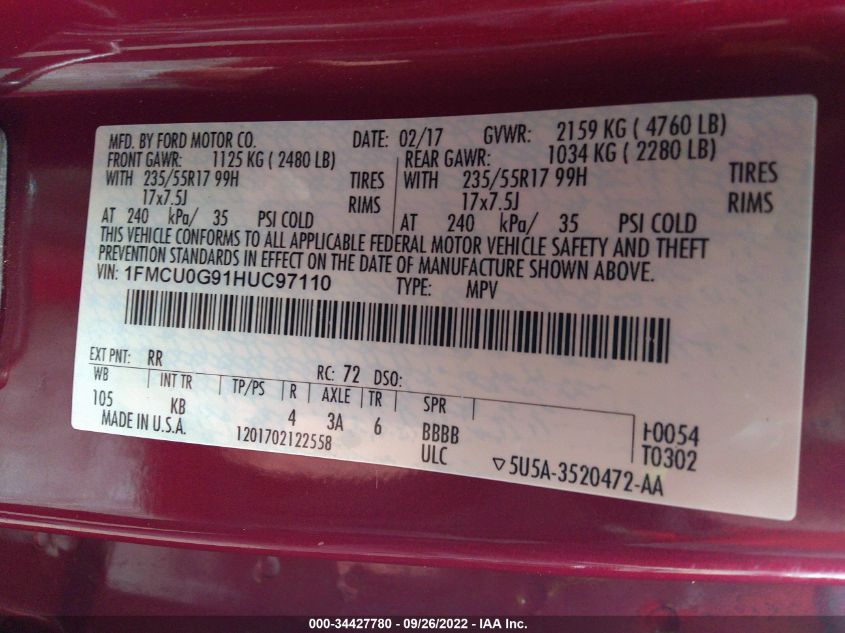 MFD. BY FORD MOTOR CO. DATE: 02/17 GVWR: 2159 KG ( 4760 LB)
FRONT GAWR: 1125 KG ( 2480 LB) REAR GAWR: 1034 KG ( 2280 LB)
WITH 235/55R17 99H TIRES WITH 235/55R17 99H TIRES
17x7.5J RIMS 17x7.5J RIMS
AT 240 kPa/ 35 PSI COLD AT 240 kPa/ 35 PSI COLD
THIS VEHICLE CONFORMS TO ALL APPLICABLE FEDERAL MOTOR VEHICLE SAFETY AND THEFT
PREVENTION STANDARDS IN EFFECT ON THE DATE OF MANUFACTURE SHOWN ABOVE.
VIN: 1FMCU0G91HUC97110 TYPE: MPV
EXT PNT: RR RC: 72 DSO:
WB INT TR TP/PS R AXLE TR SPR
105 KB 4 3A 6 BBBB F0054
MADE IN U.S.A. 1201702122558 ULC T0302
▽5U5A-3520472-AA
000-34427780 - 09/26/2022 - IAA Inc.